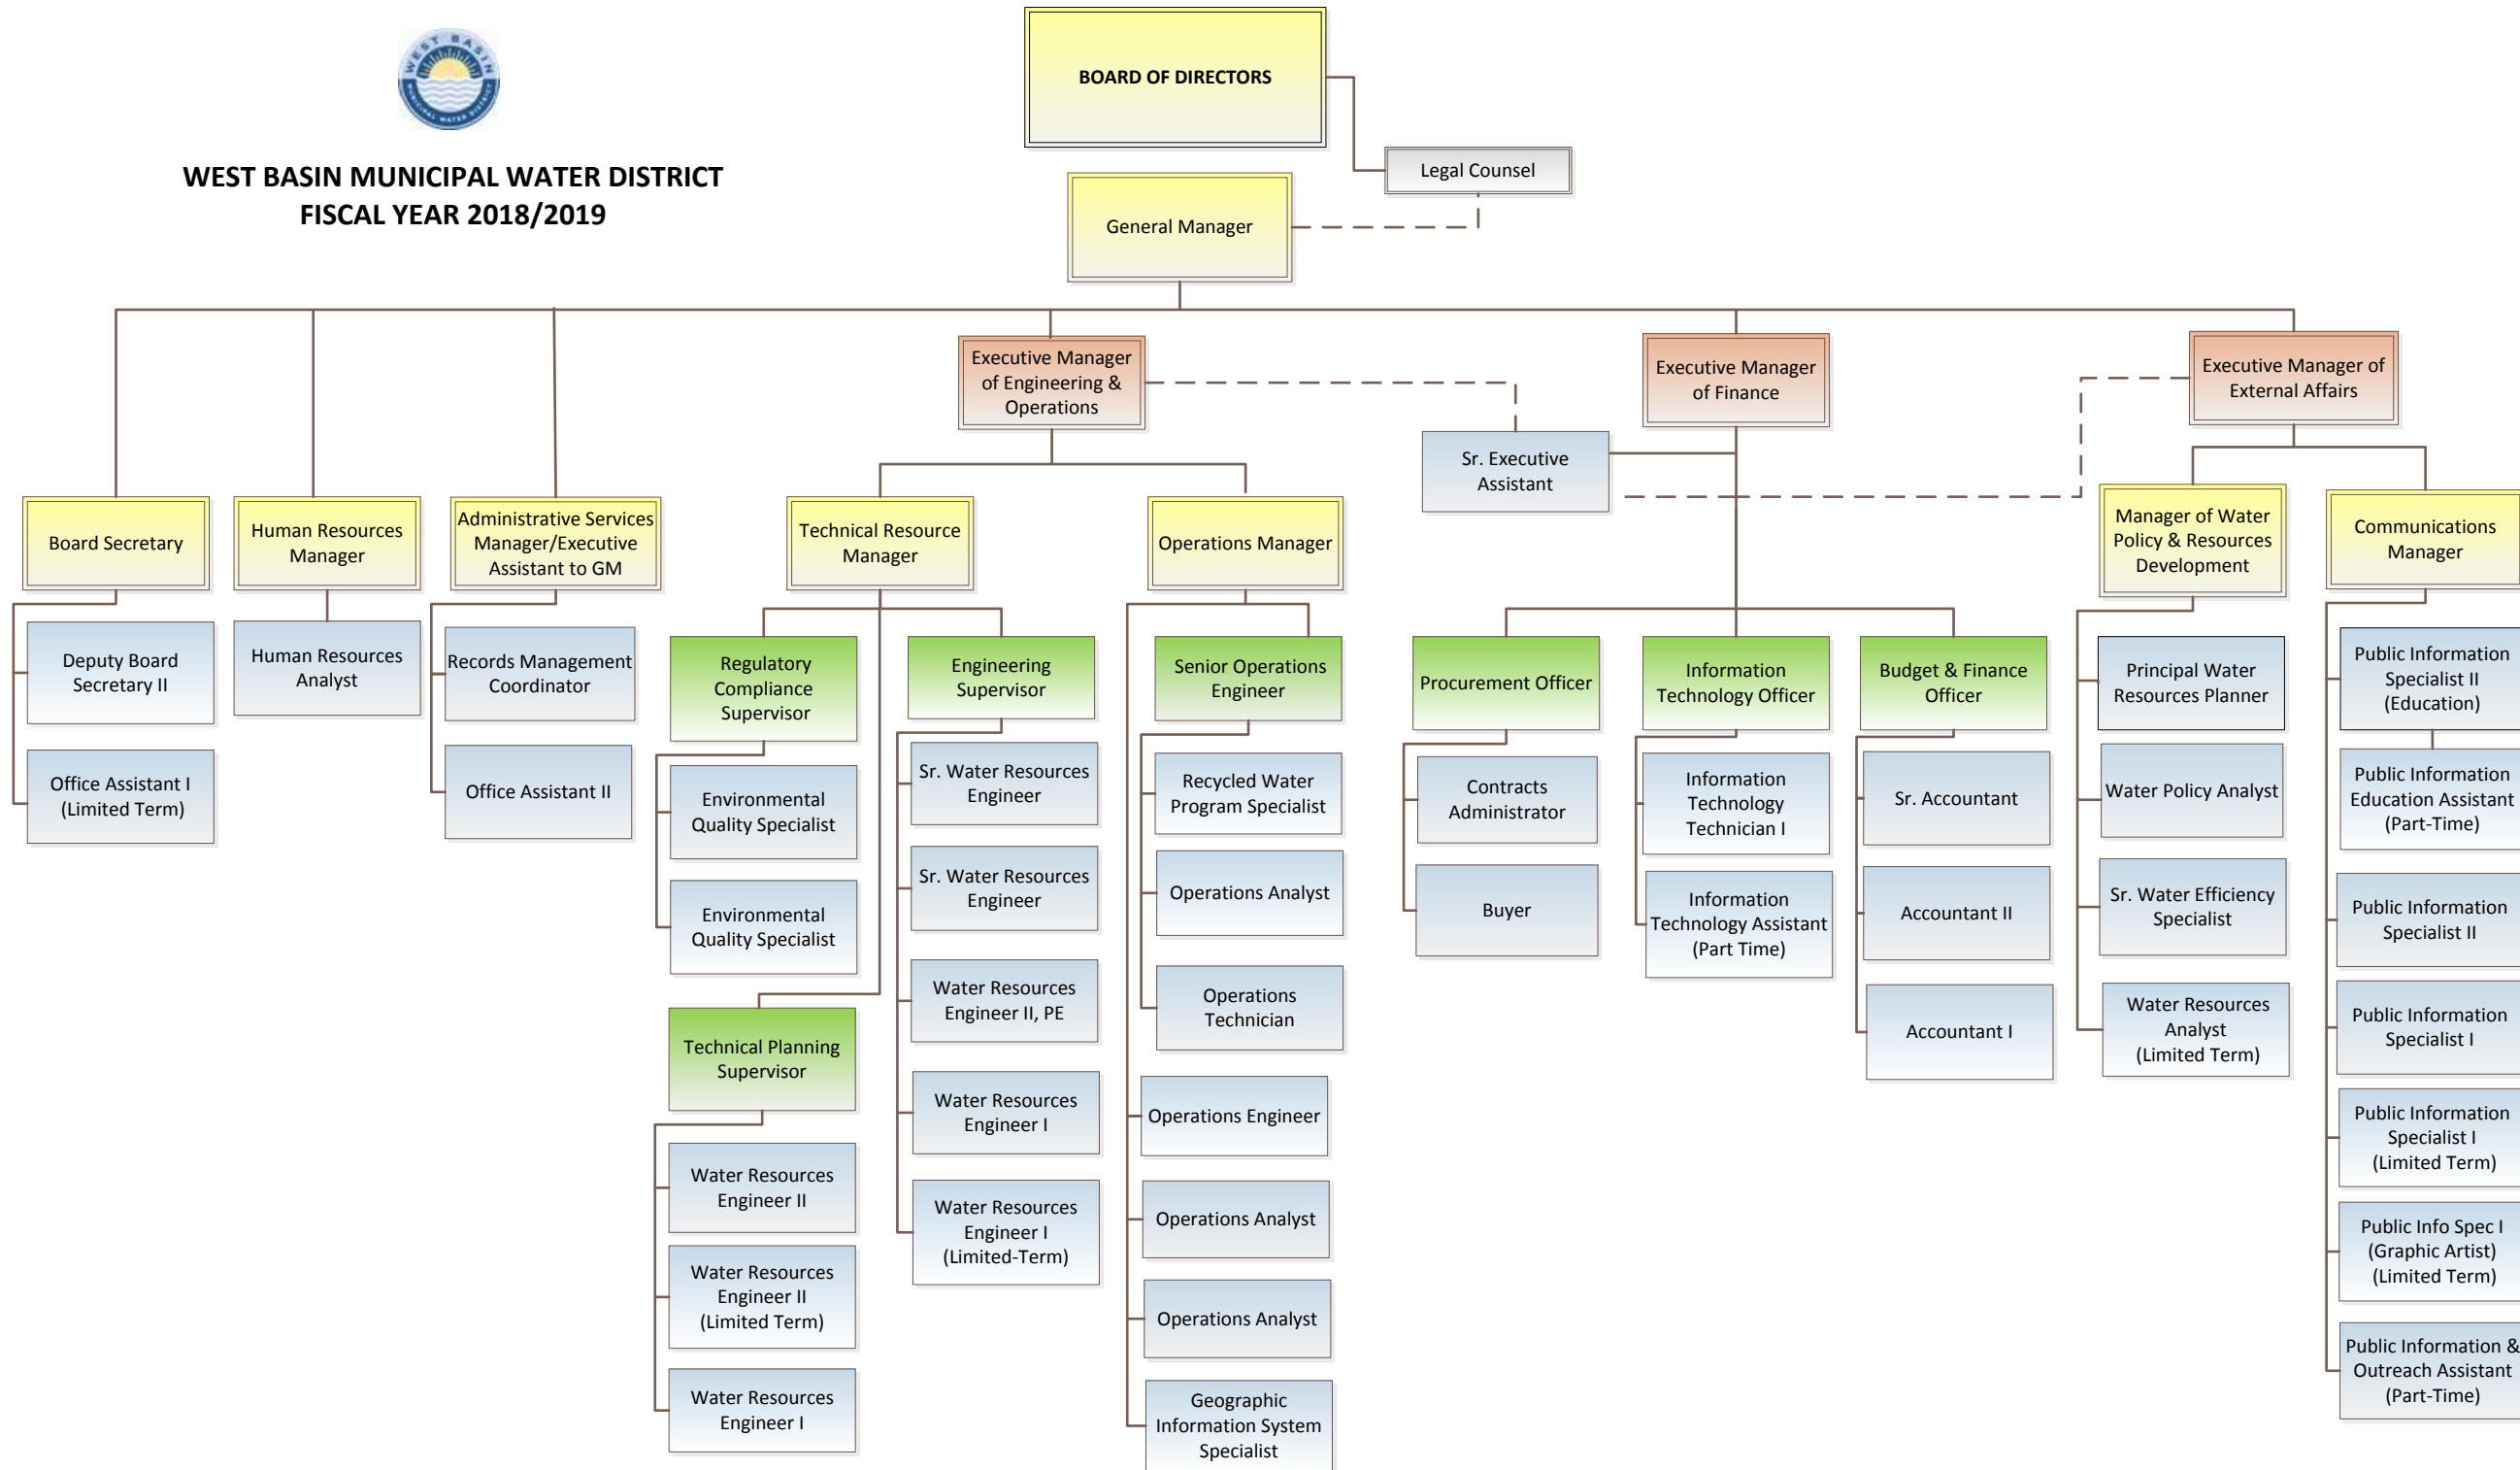 WEST BASIN
MUNICIPAL WATER DISTRICT
WEST BASIN MUNICIPAL WATER DISTRICT
FISCAL YEAR 2018/2019
BOARD OF DIRECTORS
Legal Counsel
General Manager
Executive Manager
of Engineering &
Operations
Executive Manager
of Finance
Executive Manager of
External Affairs
Sr. Executive
Assistant
Board Secretary
Human Resources
Manager
Administrative Services
Manager/Executive
Assistant to GM
Technical Resource
Manager
Operations Manager
Manager of Water
Policy & Resources
Development
Communications
Manager
Deputy Board
Secretary II
Office Assistant I
(Limited Term)
Human Resources
Analyst
Records Management
Coordinator
Office Assistant II
Regulatory
Compliance
Supervisor
Environmental
Quality Specialist
Environmental
Quality Specialist
Technical Planning
Supervisor
Water Resources
Engineer II
Water Resources
Engineer II
(Limited Term)
Water Resources
Engineer I
Engineering
Supervisor
Sr. Water Resources
Engineer
Sr. Water Resources
Engineer
Water Resources
Engineer II, PE
Water Resources
Engineer I
Water Resources
Engineer I
(Limited-Term)
Senior Operations
Engineer
Recycled Water
Program Specialist
Operations Analyst
Operations
Technician
Operations Engineer
Operations Analyst
Operations Analyst
Geographic
Information System
Specialist
Procurement Officer
Contracts
Administrator
Buyer
Information
Technology Officer
Information
Technology
Technician I
Information
Technology Assistant
(Part Time)
Budget & Finance
Officer
Sr. Accountant
Accountant II
Accountant I
Principal Water
Resources Planner
Water Policy Analyst
Sr. Water Efficiency
Specialist
Water Resources
Analyst
(Limited Term)
Public Information
Specialist II
(Education)
Public Information
Education Assistant
(Part-Time)
Public Information
Specialist II
Public Information
Specialist I
Public Information
Specialist I
(Limited Term)
Public Info Spec I
(Graphic Artist)
(Limited Term)
Public Information &
Outreach Assistant
(Part-Time)